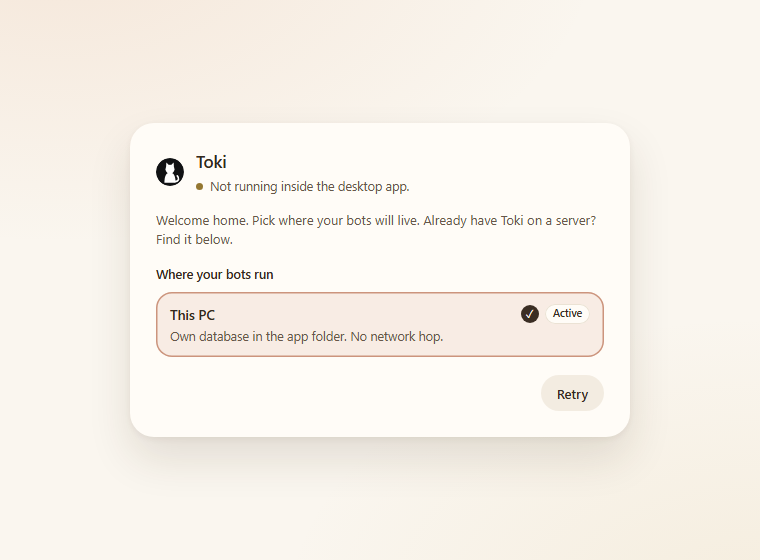 Toki
Not running inside the desktop app.
Welcome home. Pick where your bots will live. Already have Toki on a server?
Find it below.
Where your bots run
This PC
Active
Own database in the app folder. No network hop.
Retry